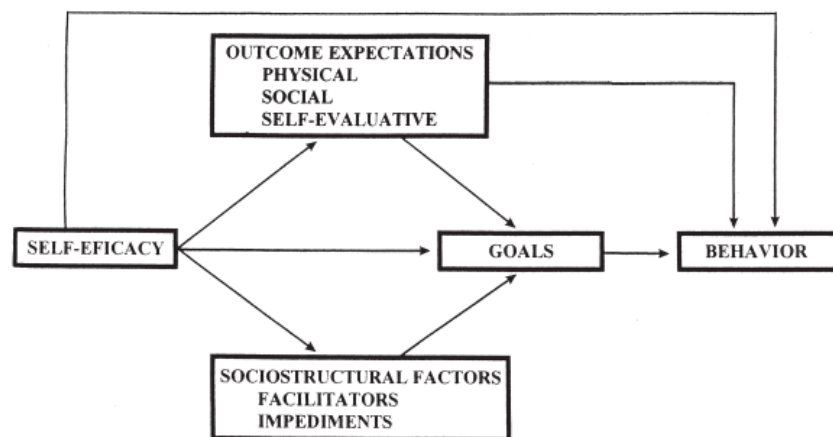 OUTCOME EXPECTATIONS
PHYSICAL
SOCIAL
SELF-EVALUATIVE
SELF-EFICACY
GOALS
BEHAVIOR
SOCIOSTRUCTURAL FACTORS
FACILITATORS
IMPEDIMENTS